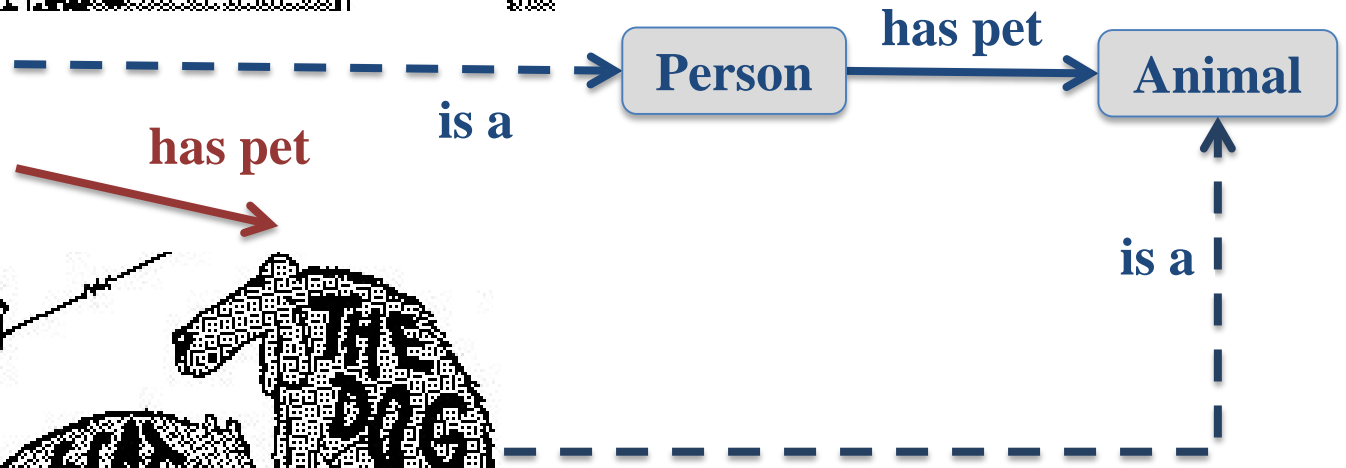 has pet
Person
Animal
is a
has pet
is a
THE
DOG